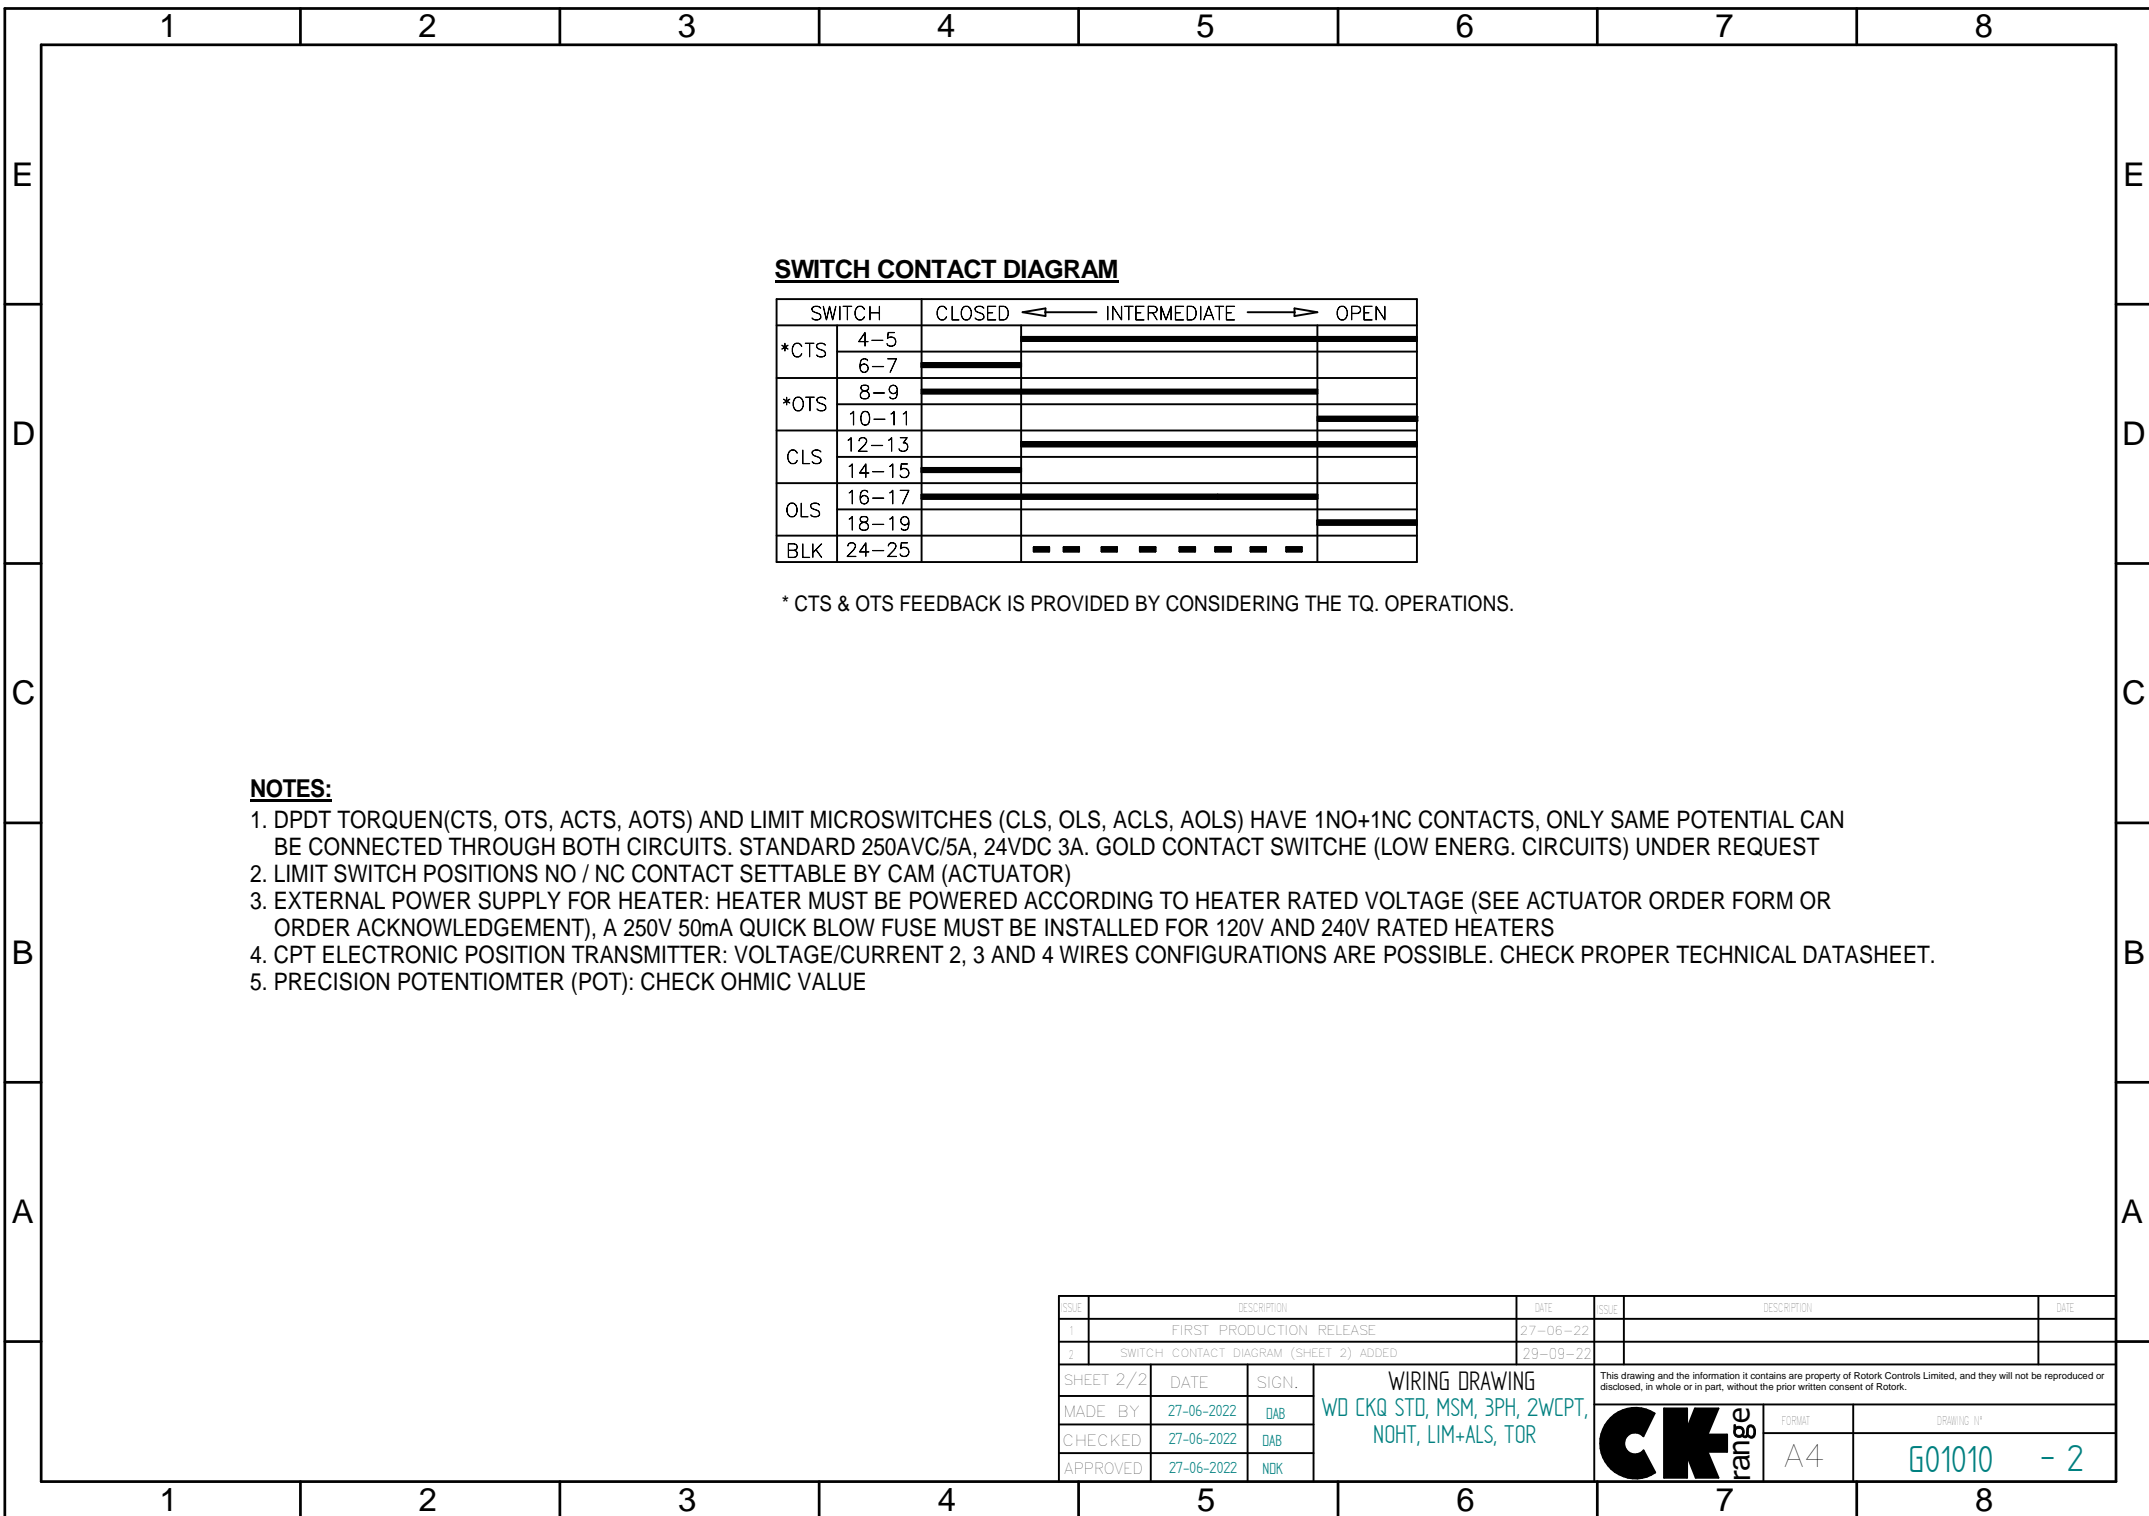 1 2 3 4 5 6 7 8
E E
D D
C C
B B
A A
SWITCH CONTACT DIAGRAM
SWITCH CLOSED INTERMEDIATE OPEN
*CTS 4-5
6-7
*OTS 8-9
10-11
CLS 12-13
14-15
OLS 16-17
18-19
BLK 24-25
* CTS & OTS FEEDBACK IS PROVIDED BY CONSIDERING THE TQ. OPERATIONS.
NOTES:
1. DPDT TORQUEN(CTS, OTS, ACTS, AOTS) AND LIMIT MICROSWITCHES (CLS, OLS, ACLS, AOLS) HAVE 1NO+1NC CONTACTS, ONLY SAME POTENTIAL CAN
BE CONNECTED THROUGH BOTH CIRCUITS. STANDARD 250AVC/5A, 24VDC 3A. GOLD CONTACT SWITCHE (LOW ENERG. CIRCUITS) UNDER REQUEST
2. LIMIT SWITCH POSITIONS NO / NC CONTACT SETTABLE BY CAM (ACTUATOR)
3. EXTERNAL POWER SUPPLY FOR HEATER: HEATER MUST BE POWERED ACCORDING TO HEATER RATED VOLTAGE (SEE ACTUATOR ORDER FORM OR
ORDER ACKNOWLEDGEMENT), A 250V 50mA QUICK BLOW FUSE MUST BE INSTALLED FOR 120V AND 240V RATED HEATERS
4. CPT ELECTRONIC POSITION TRANSMITTER: VOLTAGE/CURRENT 2, 3 AND 4 WIRES CONFIGURATIONS ARE POSSIBLE. CHECK PROPER TECHNICAL DATASHEET.
5. PRECISION POTENTIOMTER (POT): CHECK OHMIC VALUE
ISSUE DESCRIPTION DATE ISSUE DESCRIPTION DATE
1 FIRST PRODUCTION RELEASE 27-06-22
2 SWITCH CONTACT DIAGRAM (SHEET 2) ADDED 29-09-22
SHEET 2/2 DATE SIGN.
MADE BY 27-06-2022 DAB
CHECKED 27-06-2022 DAB
APPROVED 27-06-2022 NDK
WIRING DRAWING
WD CKQ STD, MSM, 3PH, 2WCPT,
NOHT, LIM+ALS, TOR
This drawing and the information it contains are property of Rotork Controls Limited, and they will not be reproduced or
disclosed, in whole or in part, without the prior written consent of Rotork.
CK range
FORMAT DRAWING Nº
A4 G01010 - 2
1 2 3 4 5 6 7 8